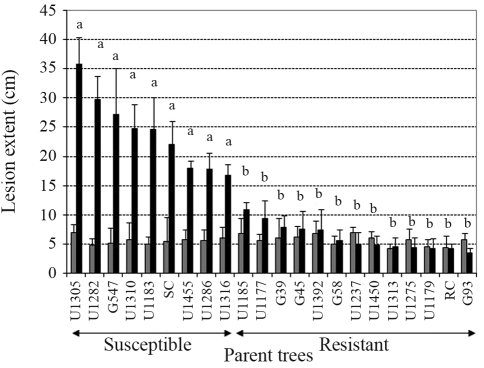 45
40
35
30
25
20
15
10
5
0
Lesion extent (cm)
a a a a a a a a a b b b b b b b b b b b b b
U1305 U1282 G547 U1310 U1183 SC U1455 U1286 U1316 U1185 U1177 G39 G45 U1392 G58 U1237 U1450 U1313 U1275 U1179 RC G93
Susceptible Resistant
Parent trees